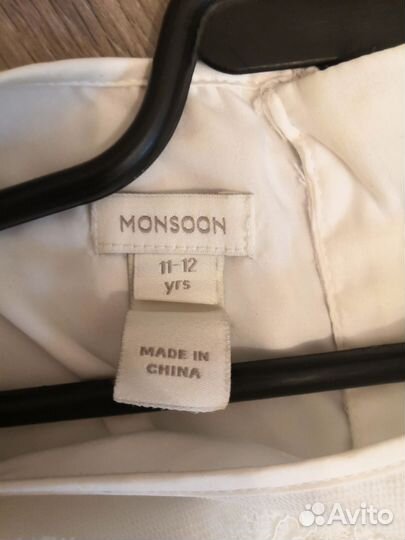 MONSOON
11-12
yrs
MADE IN
CHINA
Avito